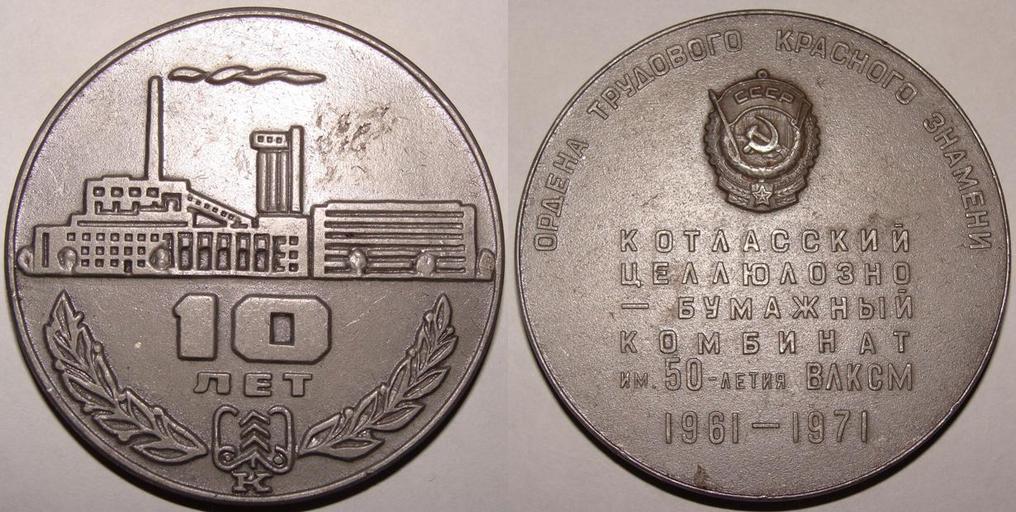 10
ЛЕТ
К
ОРДЕНА ТРУДОВОГО КРАСНОГО ЗНАМЕНИ
СССР
КОТЛАССКИЙ
ЦЕЛЛЮЛОЗНО
— БУМАЖНЫЙ
КОМБИНАТ
ИМ. 50-ЛЕТИЯ ВЛКСМ
1961—1971